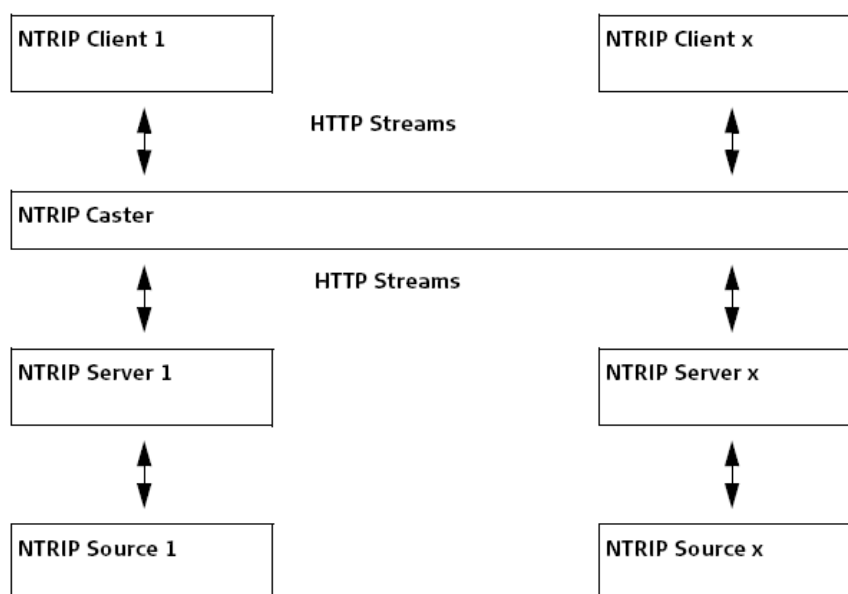 NTRIP Client 1
NTRIP Client x
HTTP Streams
NTRIP Caster
HTTP Streams
NTRIP Server 1
NTRIP Server x
NTRIP Source 1
NTRIP Source x